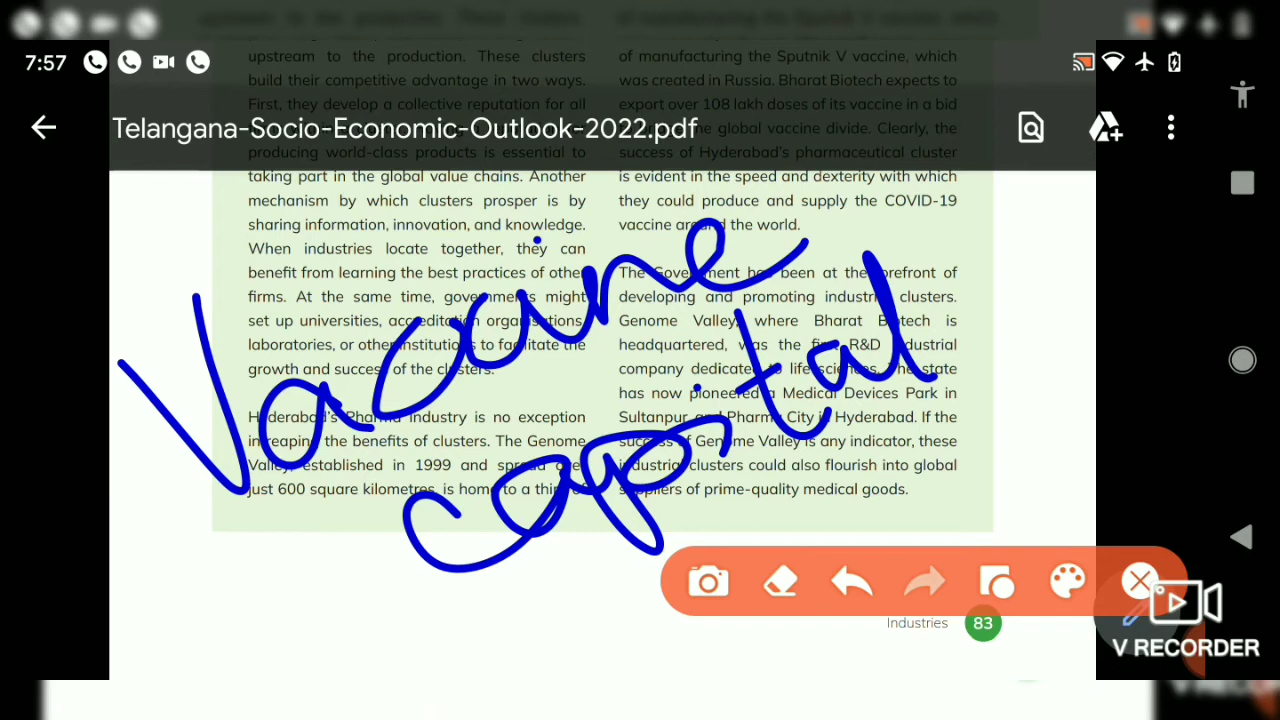 7:57
Telangana-Socio-Economic-Outlook-2022.pdf
upstream to the production. These clusters
build their competitive advantage in two ways.
First, they develop a collective reputation for all
producing world-class products is essential to
taking part in the global value chains. Another
mechanism by which clusters prosper is by
sharing information, innovation, and knowledge.
When industries locate together, they can
benefit from learning the best practices of other
firms. At the same time, governments might
set up universities, accreditation organisations,
laboratories, or other institutions to facilitate the
growth and success of the clusters.
Hyderabad's Pharma Industry is no exception
in reaping the benefits of clusters. The Genome
Valley, established in 1999 and spread over
just 600 square kilometres, is home to a third of
of manufacturing the Sputnik V vaccine, which
was created in Russia. Bharat Biotech expects to
export over 108 lakh doses of its vaccine in a bid
the global vaccine divide. Clearly, the
success of Hyderabad's pharmaceutical cluster
is evident in the speed and dexterity with which
they could produce and supply the COVID-19
vaccine around the world.
The Government has been at the forefront of
developing and promoting industrial clusters.
Genome Valley, where Bharat Biotech is
headquartered, was the first R&D industrial
company dedicated to life sciences. The state
has now pioneered a Medical Devices Park in
Sultanpur and Pharma City in Hyderabad. If the
success of Genome Valley is any indicator, these
industrial clusters could also flourish into global
suppliers of prime-quality medical goods.
Vaccine
capital
Industries 83
V RECORDER